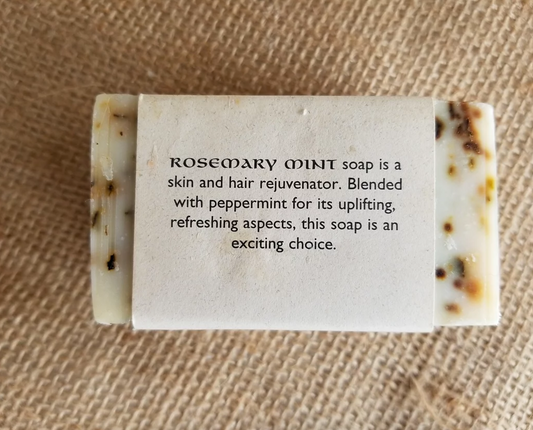 ROSEMARY MINT soap is a
skin and hair rejuvenator. Blended
with peppermint for its uplifting,
refreshing aspects, this soap is an
exciting choice.